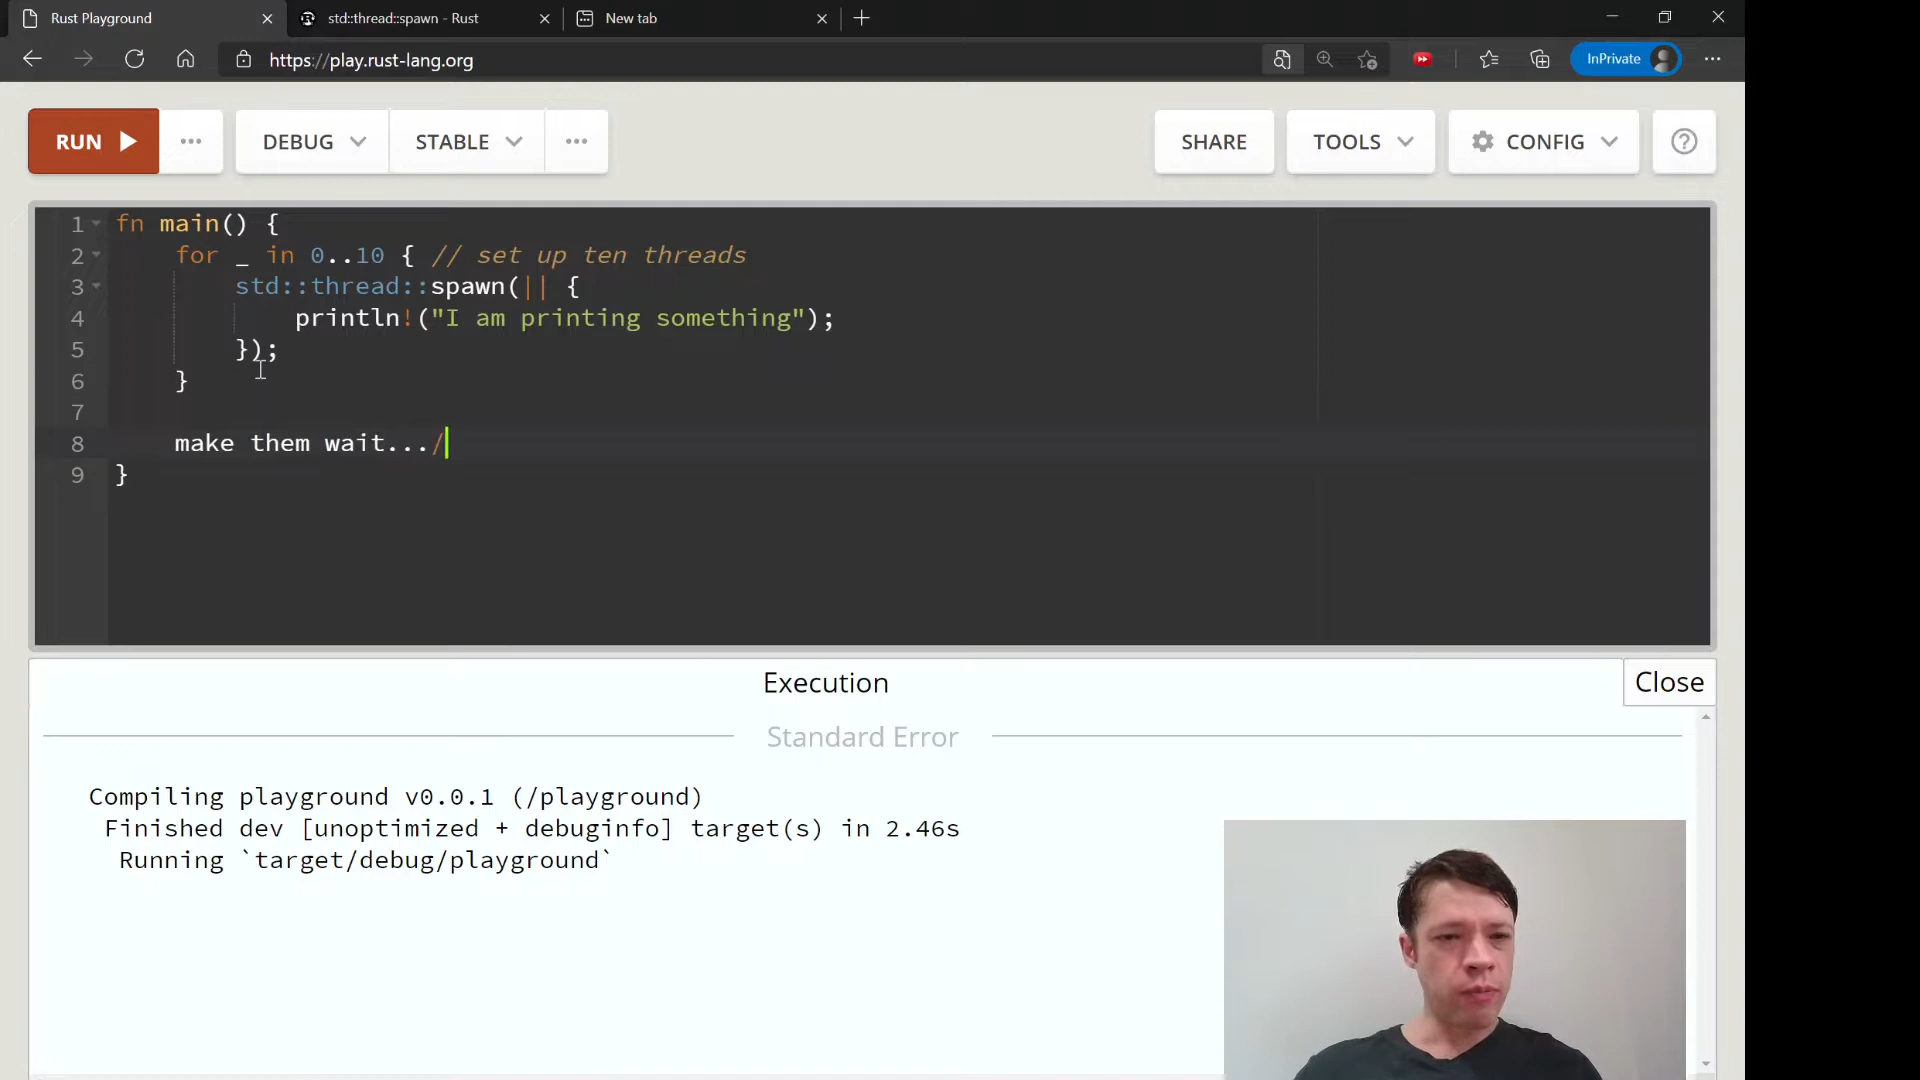 Rust Playground
std::thread::spawn - Rust
New tab
https://play.rust-lang.org
InPrivate
RUN
DEBUG
STABLE
SHARE
TOOLS
CONFIG
1 fn main() {
2 for _ in 0..10 { // set up ten threads
3 std::thread::spawn(|| {
4 println!("I am printing something");
5 });
6 }
7
8 make them wait.../
9 }
Execution
Close
Standard Error
Compiling playground v0.0.1 (/playground)
Finished dev [unoptimized + debuginfo] target(s) in 2.46s
Running `target/debug/playground`